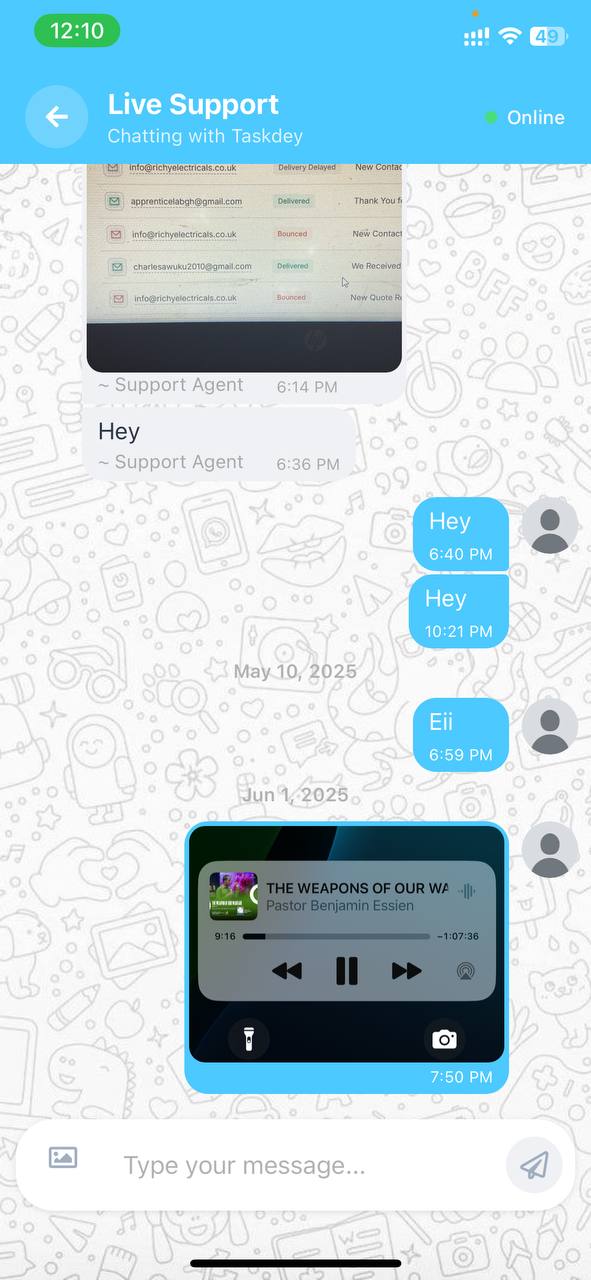 12:10
49
Live Support
Chatting with Taskdey
Online
info@richyelectricals.co.uk Delivery Delayed New Contac
apprenticelabgh@gmail.com Delivered Thank You f
info@richyelectricals.co.uk Bounced New Contact
charlesawuku2010@gmail.com Delivered We Received
info@richyelectricals.co.uk Bounced New Quote R
~ Support Agent 6:14 PM
Hey
~ Support Agent 6:36 PM
Hey
6:40 PM
Hey
10:21 PM
May 10, 2025
Eii
6:59 PM
Jun 1, 2025
THE WEAPONS OF OUR WA
Pastor Benjamin Essien
9:16 −1:07:36
7:50 PM
Type your message...